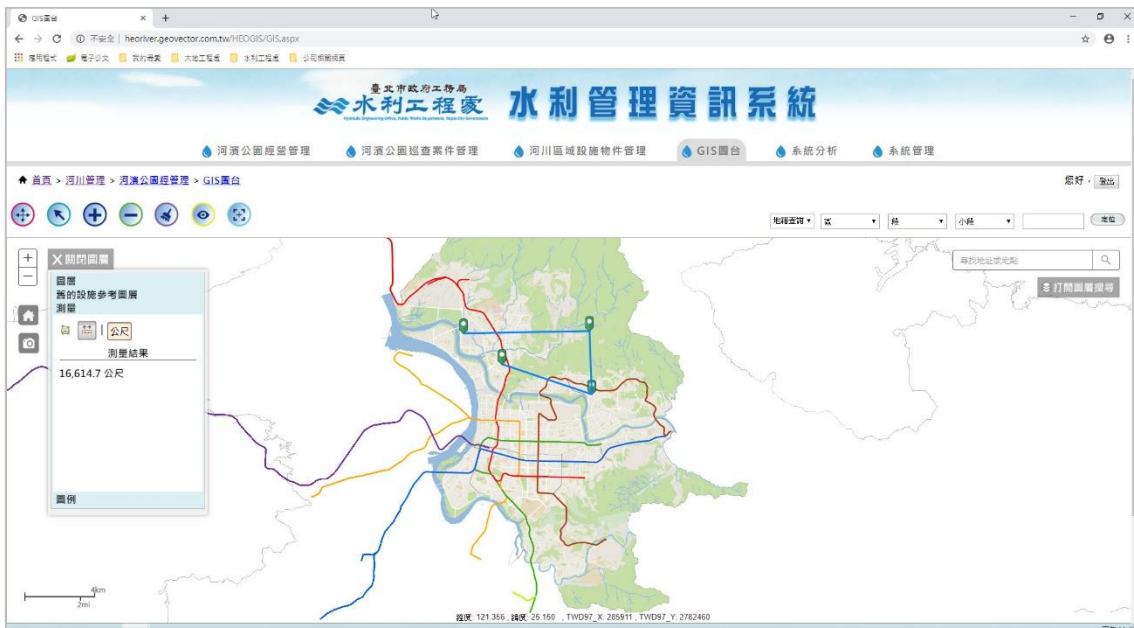 GIS圖台
不安全 | heoriver.geovector.com.tw/HEOGIS/GIS.aspx
應用程式 電子公文 我的最愛 大地工程處 水利工程處 公司相關網頁
臺北市政府工務局
水利工程處 水利管理資訊系統
河濱公園經營管理 河濱公園巡查案件管理 河川區域設施物件管理 GIS圖台 系統分析 系統管理
首頁 > 河川管理 > 河濱公園經管理 > GIS圖台
您好, 登出
地籍查詢 區 段 小段 定位
+
−
X關閉圖層
尋找地址或地點
打開圖層搜尋
圖層
舊的設施參考圖層
測量
公尺
測量結果
16,614.7 公尺
圖例
4km
2mi
經度: 121.356 , 緯度: 25.150 , TWD97_X: 285911 , TWD97_Y: 2782460